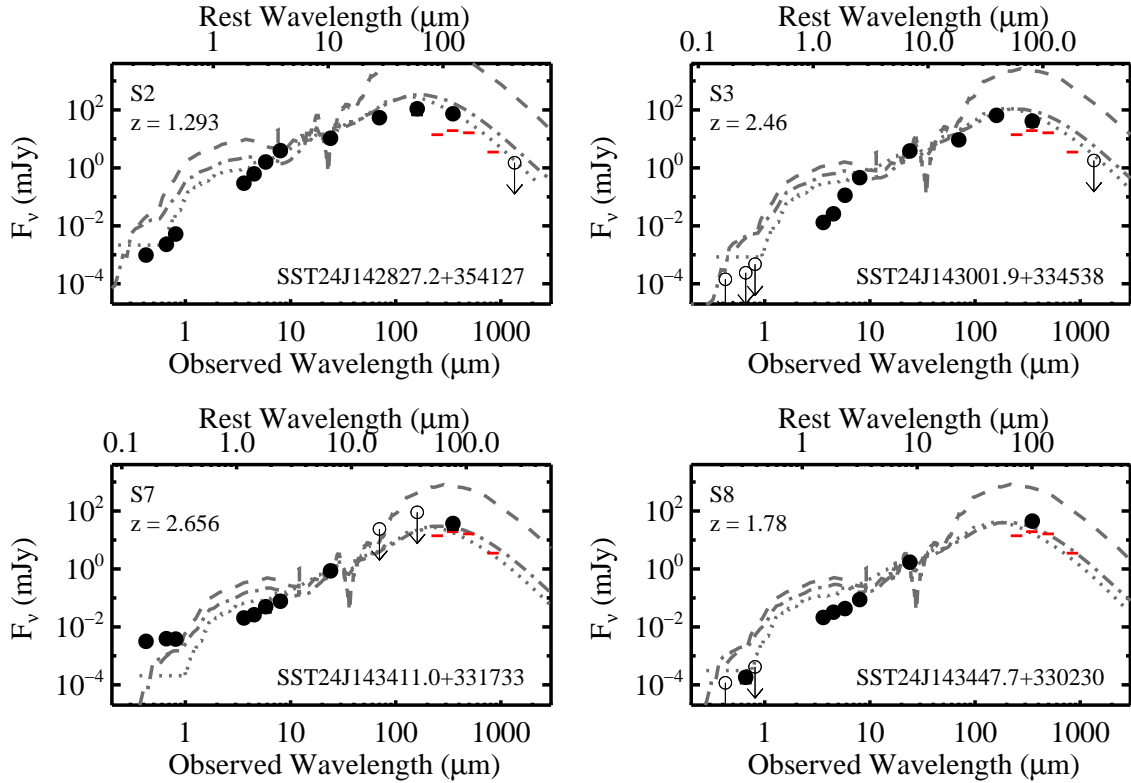 Rest Wavelength (μm)
1 10 100
S2
z = 1.293
SST24J142827.2+354127
F_ν (mJy)
10^2
10^0
10^-2
10^-4
1 10 100 1000
Observed Wavelength (μm)
Rest Wavelength (μm)
0.1 1.0 10.0 100.0
S3
z = 2.46
SST24J143001.9+334538
F_ν (mJy)
10^2
10^0
10^-2
10^-4
1 10 100 1000
Observed Wavelength (μm)
Rest Wavelength (μm)
0.1 1.0 10.0 100.0
S7
z = 2.656
SST24J143411.0+331733
F_ν (mJy)
10^2
10^0
10^-2
10^-4
1 10 100 1000
Observed Wavelength (μm)
Rest Wavelength (μm)
1 10 100
S8
z = 1.78
SST24J143447.7+330230
F_ν (mJy)
10^2
10^0
10^-2
10^-4
1 10 100 1000
Observed Wavelength (μm)